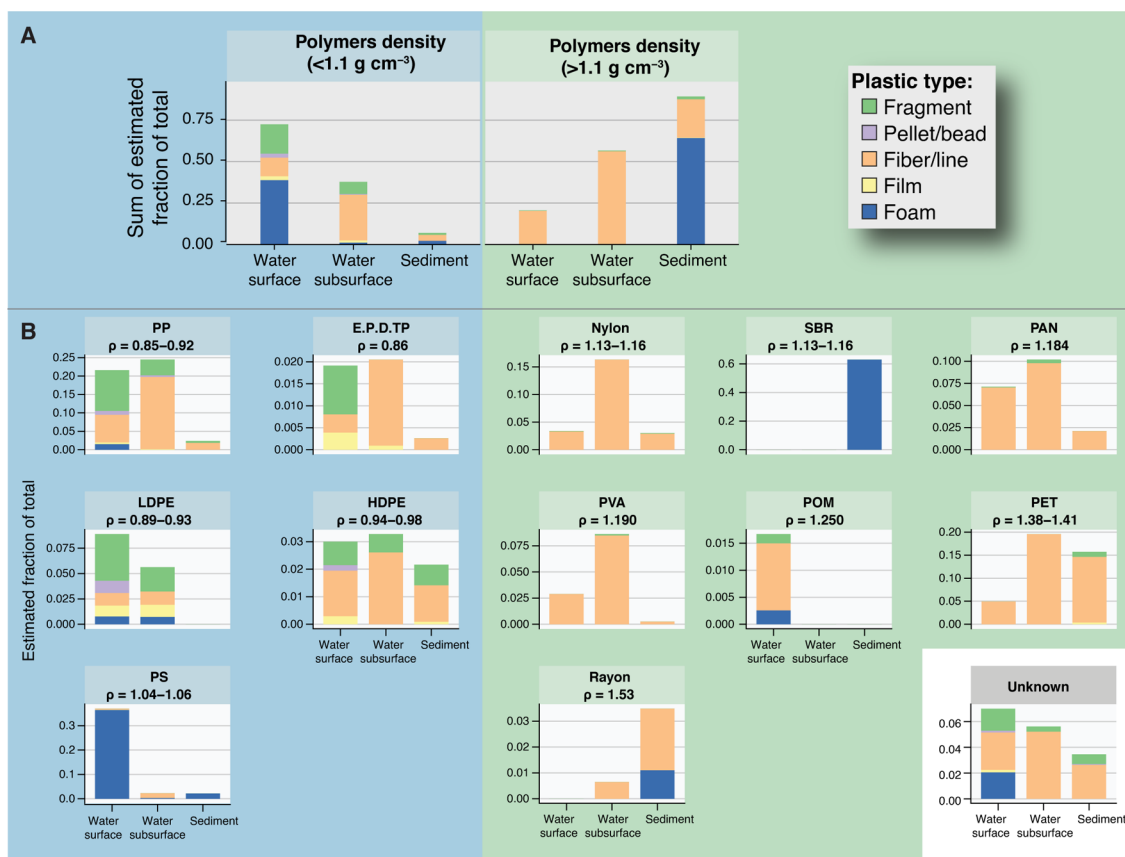 A
Polymers density
(<1.1 g cm⁻³)
Polymers density
(>1.1 g cm⁻³)
Plastic type:
Fragment
Pellet/bead
Fiber/line
Film
Foam
Sum of estimated
fraction of total
0.75
0.50
0.25
0.00
Water
surface
Water
subsurface
Sediment
Water
surface
Water
subsurface
Sediment
B
Estimated fraction of total
PP
ρ = 0.85–0.92
0.25
0.20
0.15
0.10
0.05
0.00
E.P.D.TP
ρ = 0.86
0.020
0.015
0.010
0.005
0.000
Nylon
ρ = 1.13–1.16
0.15
0.10
0.05
0.00
SBR
ρ = 1.13–1.16
0.6
0.4
0.2
0.0
PAN
ρ = 1.184
0.100
0.075
0.050
0.025
0.000
LDPE
ρ = 0.89–0.93
0.075
0.050
0.025
0.000
HDPE
ρ = 0.94–0.98
0.03
0.02
0.01
0.00
Water
surface
Water
subsurface
Sediment
PVA
ρ = 1.190
0.075
0.050
0.025
0.000
POM
ρ = 1.250
0.015
0.010
0.005
0.000
Water
surface
Water
subsurface
Sediment
PET
ρ = 1.38–1.41
0.20
0.15
0.10
0.05
0.00
PS
ρ = 1.04–1.06
0.3
0.2
0.1
0.0
Water
surface
Water
subsurface
Sediment
Rayon
ρ = 1.53
0.03
0.02
0.01
0.00
Water
surface
Water
subsurface
Sediment
Unknown
0.06
0.04
0.02
0.00
Water
surface
Water
subsurface
Sediment